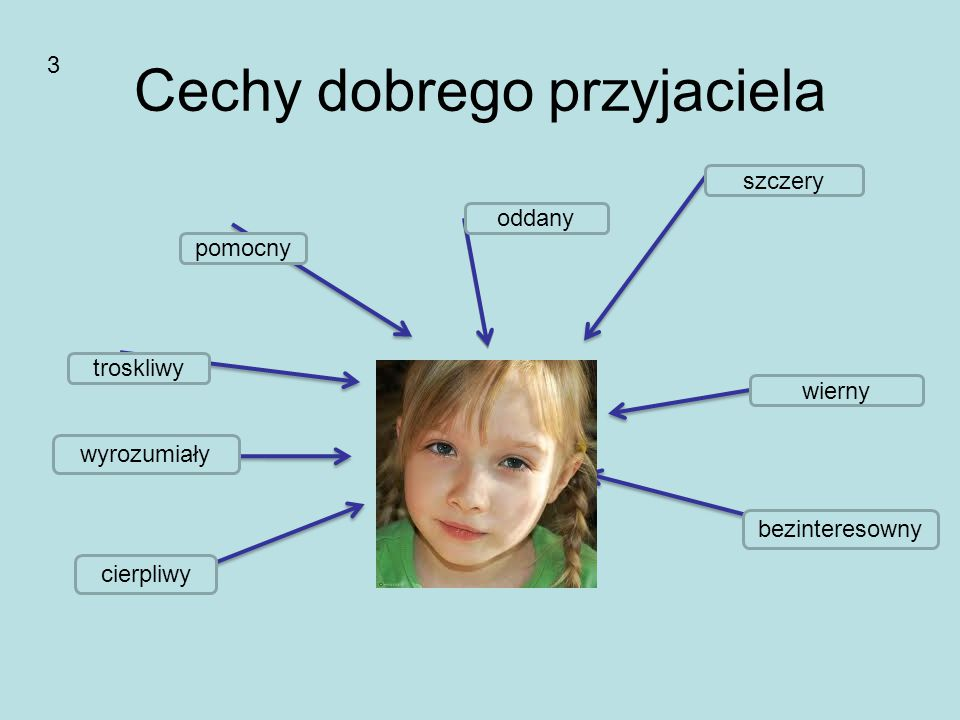 3
Cechy dobrego przyjaciela
szczery
oddany
pomocny
troskliwy
wierny
wyrozumiały
bezinteresowny
cierpliwy